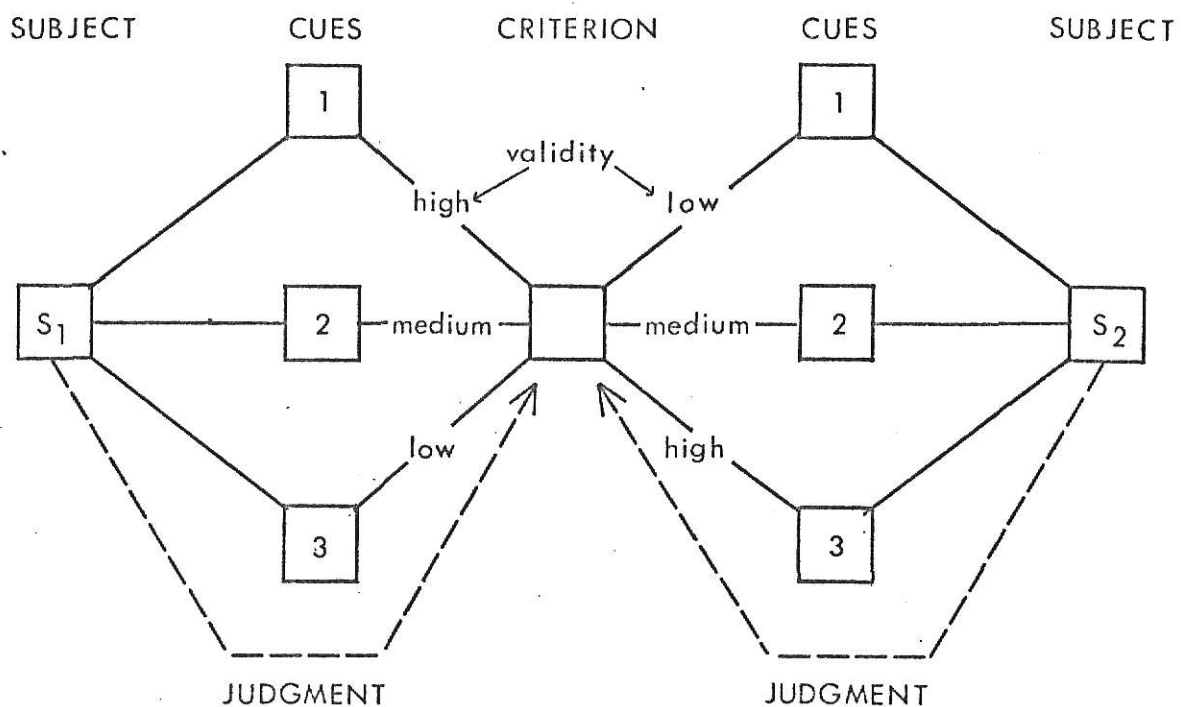 SUBJECT CUES CRITERION CUES SUBJECT
1 1
validity
high low
S1 2 medium medium 2 S2
low high
3 3
JUDGMENT JUDGMENT